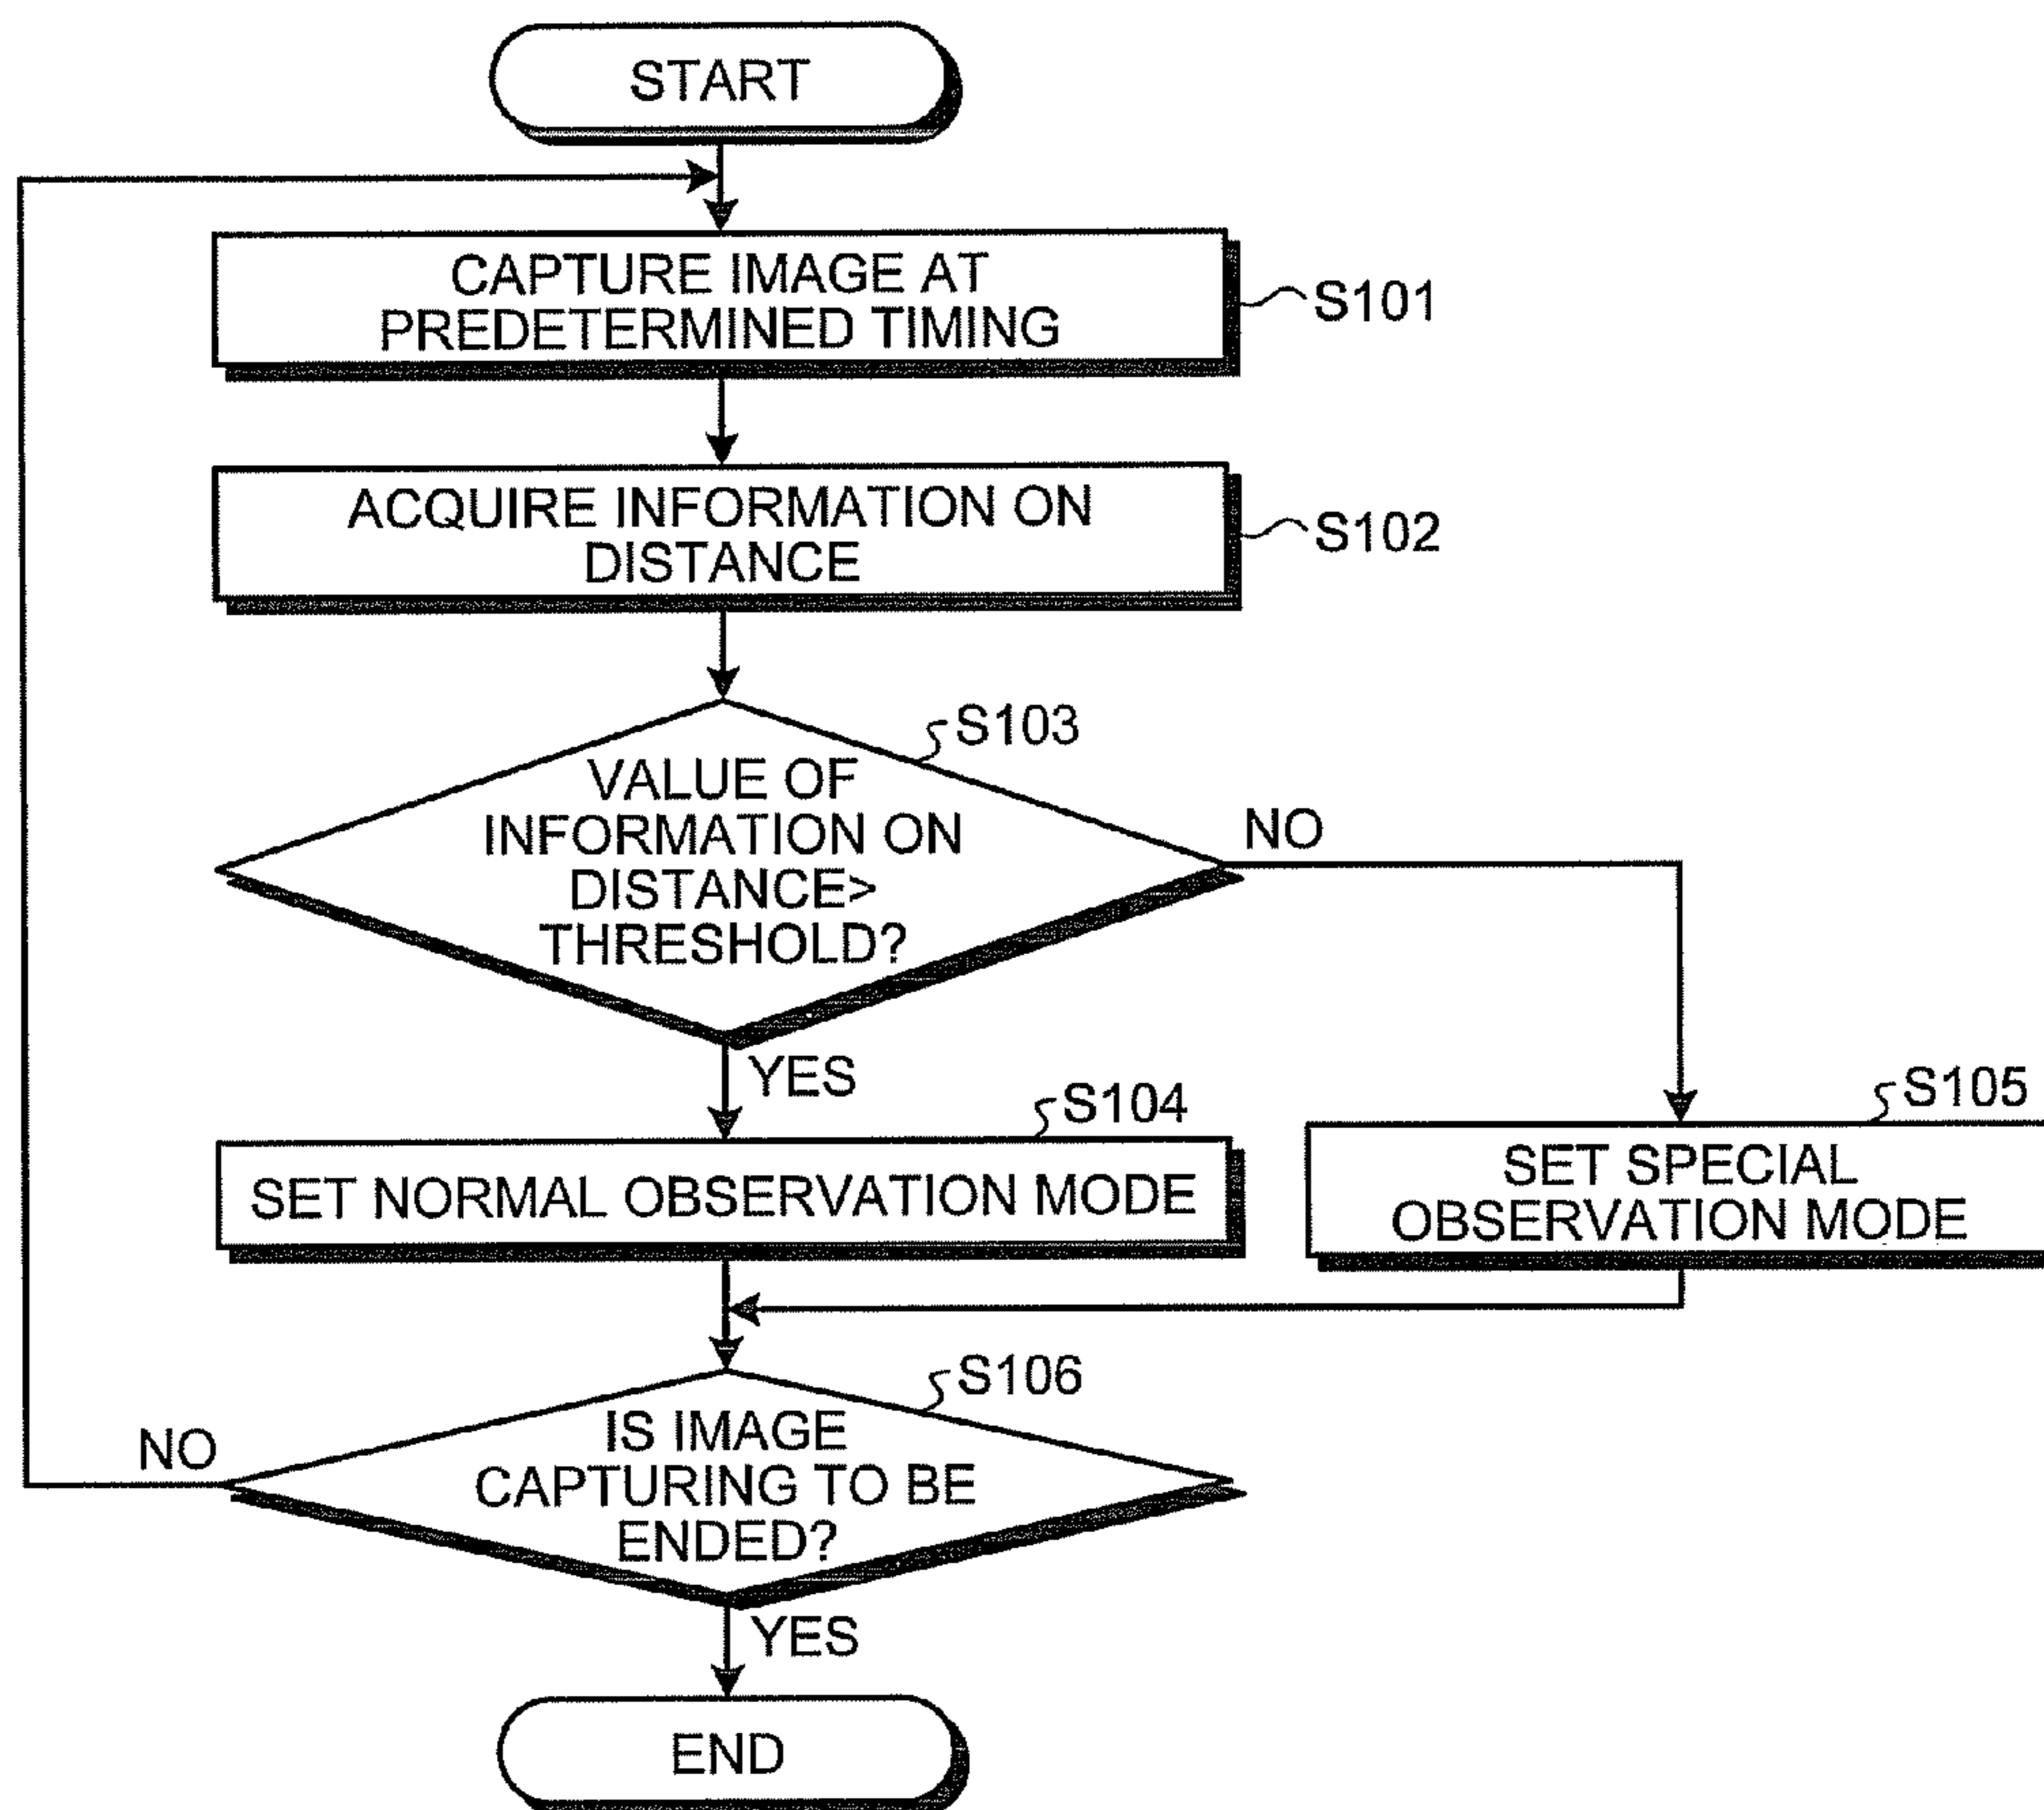 START
CAPTURE IMAGE AT
PREDETERMINED TIMING
S101
ACQUIRE INFORMATION ON
DISTANCE
S102
S103
VALUE OF
INFORMATION ON
DISTANCE>
THRESHOLD?
NO
YES
S104
SET NORMAL OBSERVATION MODE
S105
SET SPECIAL
OBSERVATION MODE
S106
IS IMAGE
CAPTURING TO BE
ENDED?
NO
YES
END